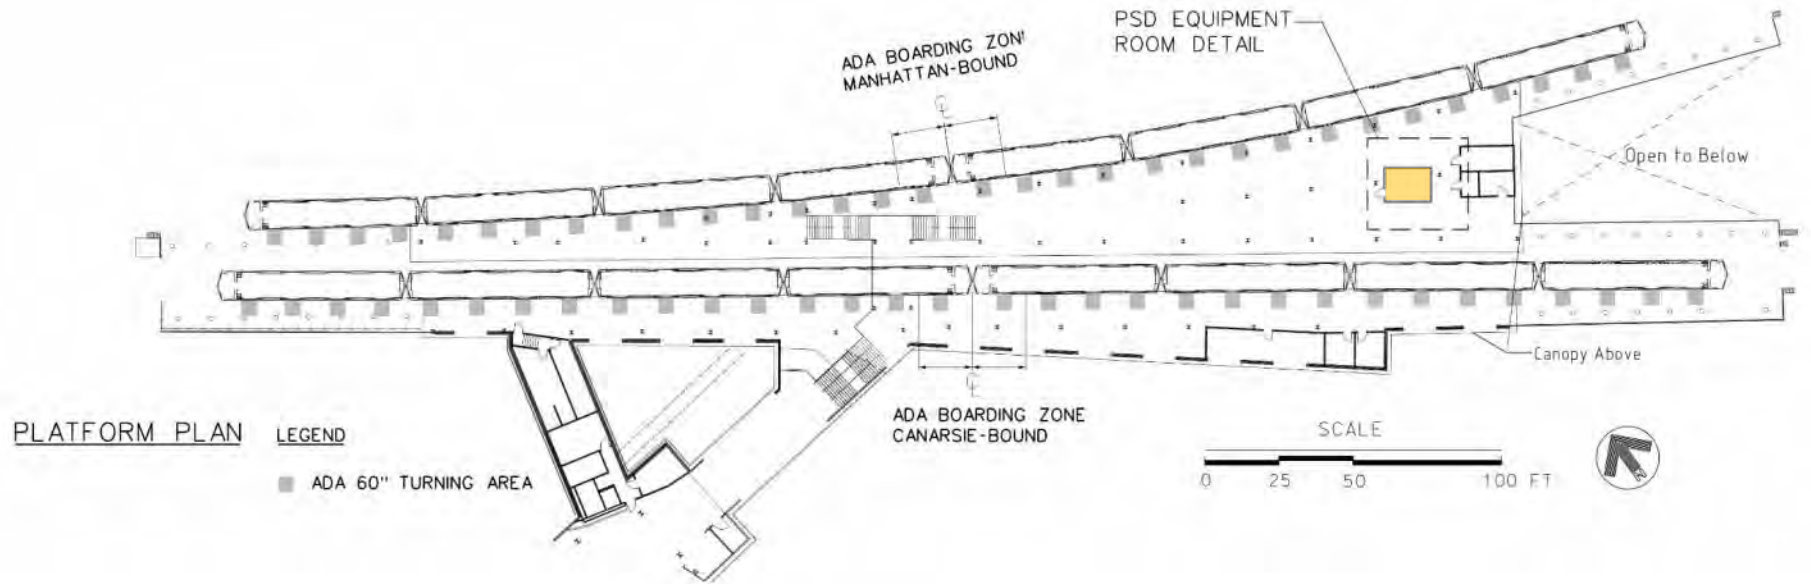 PSD EQUIPMENT
ROOM DETAIL
ADA BOARDING ZON
MANHATTAN-BOUND
Open to Below
Canopy Above
ADA BOARDING ZONE
CANARSIE-BOUND
PLATFORM PLAN
LEGEND
ADA 60" TURNING AREA
SCALE
0 25 50 100 FT